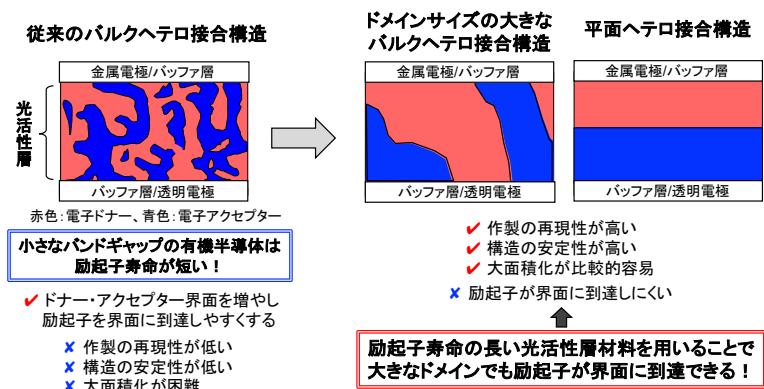 従来のバルクヘテロ接合構造
金属電極/バッファ層
光活性層
バッファ層/透明電極
赤色：電子ドナー、青色：電子アクセプター
小さなバンドギャップの有機半導体は
励起子寿命が短い！
✔ ドナー・アクセプター界面を増やし
励起子を界面に到達しやすくする
✘ 作製の再現性が低い
✘ 構造の安定性が低い
✘ 大面積化が困難
ドメインサイズの大きな
バルクヘテロ接合構造
金属電極/バッファ層
バッファ層/透明電極
平面ヘテロ接合構造
金属電極/バッファ層
バッファ層/透明電極
✔ 作製の再現性が高い
✔ 構造の安定性が高い
✔ 大面積化が比較的容易
✘ 励起子が界面に到達しにくい
励起子寿命の長い光活性層材料を用いることで
大きなドメインでも励起子が界面に到達できる！